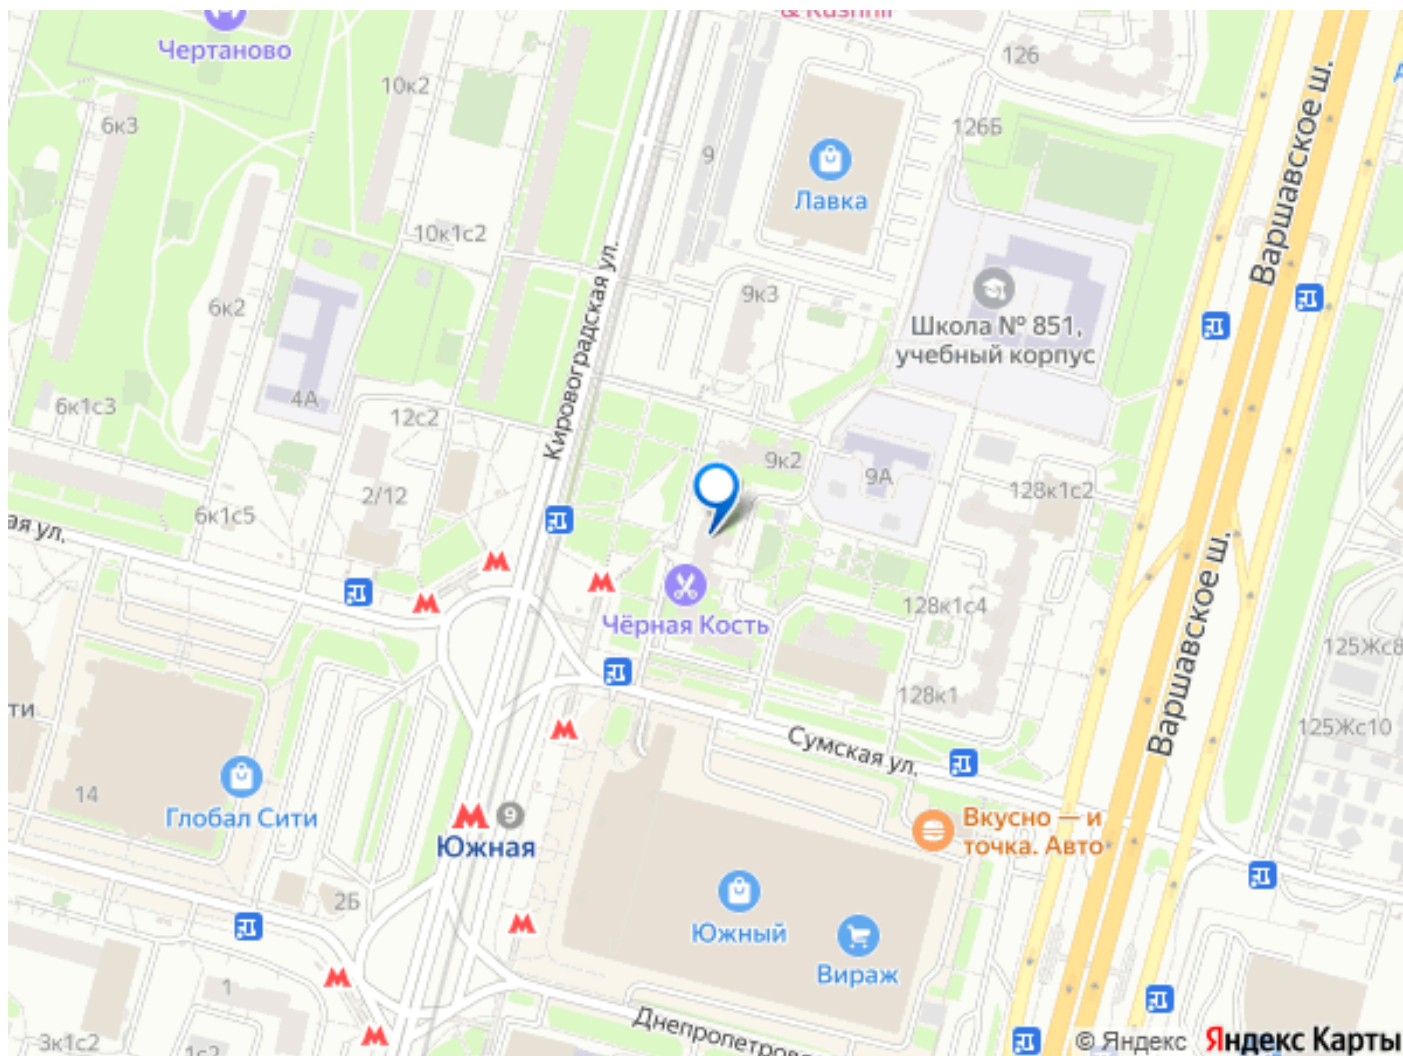 & Kushnii
Чертаново
126
10к2
Варшавское ш.
6к3
9
126Б
Лавка
10к1с2
Кировоградская ул.
6к2
9к3
Школа № 851,
учебный корпус
4А
6к1с3
12с2
9к2
9А
128к1с2
2/12
6к1с5
ая ул.
Варшавское ш.
128к1с4
Чёрная Кость
125Жс8
128к1
ти
125Жс10
Сумская ул.
14
Глобал Сити
9
Южная
Вкусно — и
точка. Авто
2Б
Южный
Вираж
1
Днепропетров
3к1с2
1с2
© Яндекс Яндекс Карты